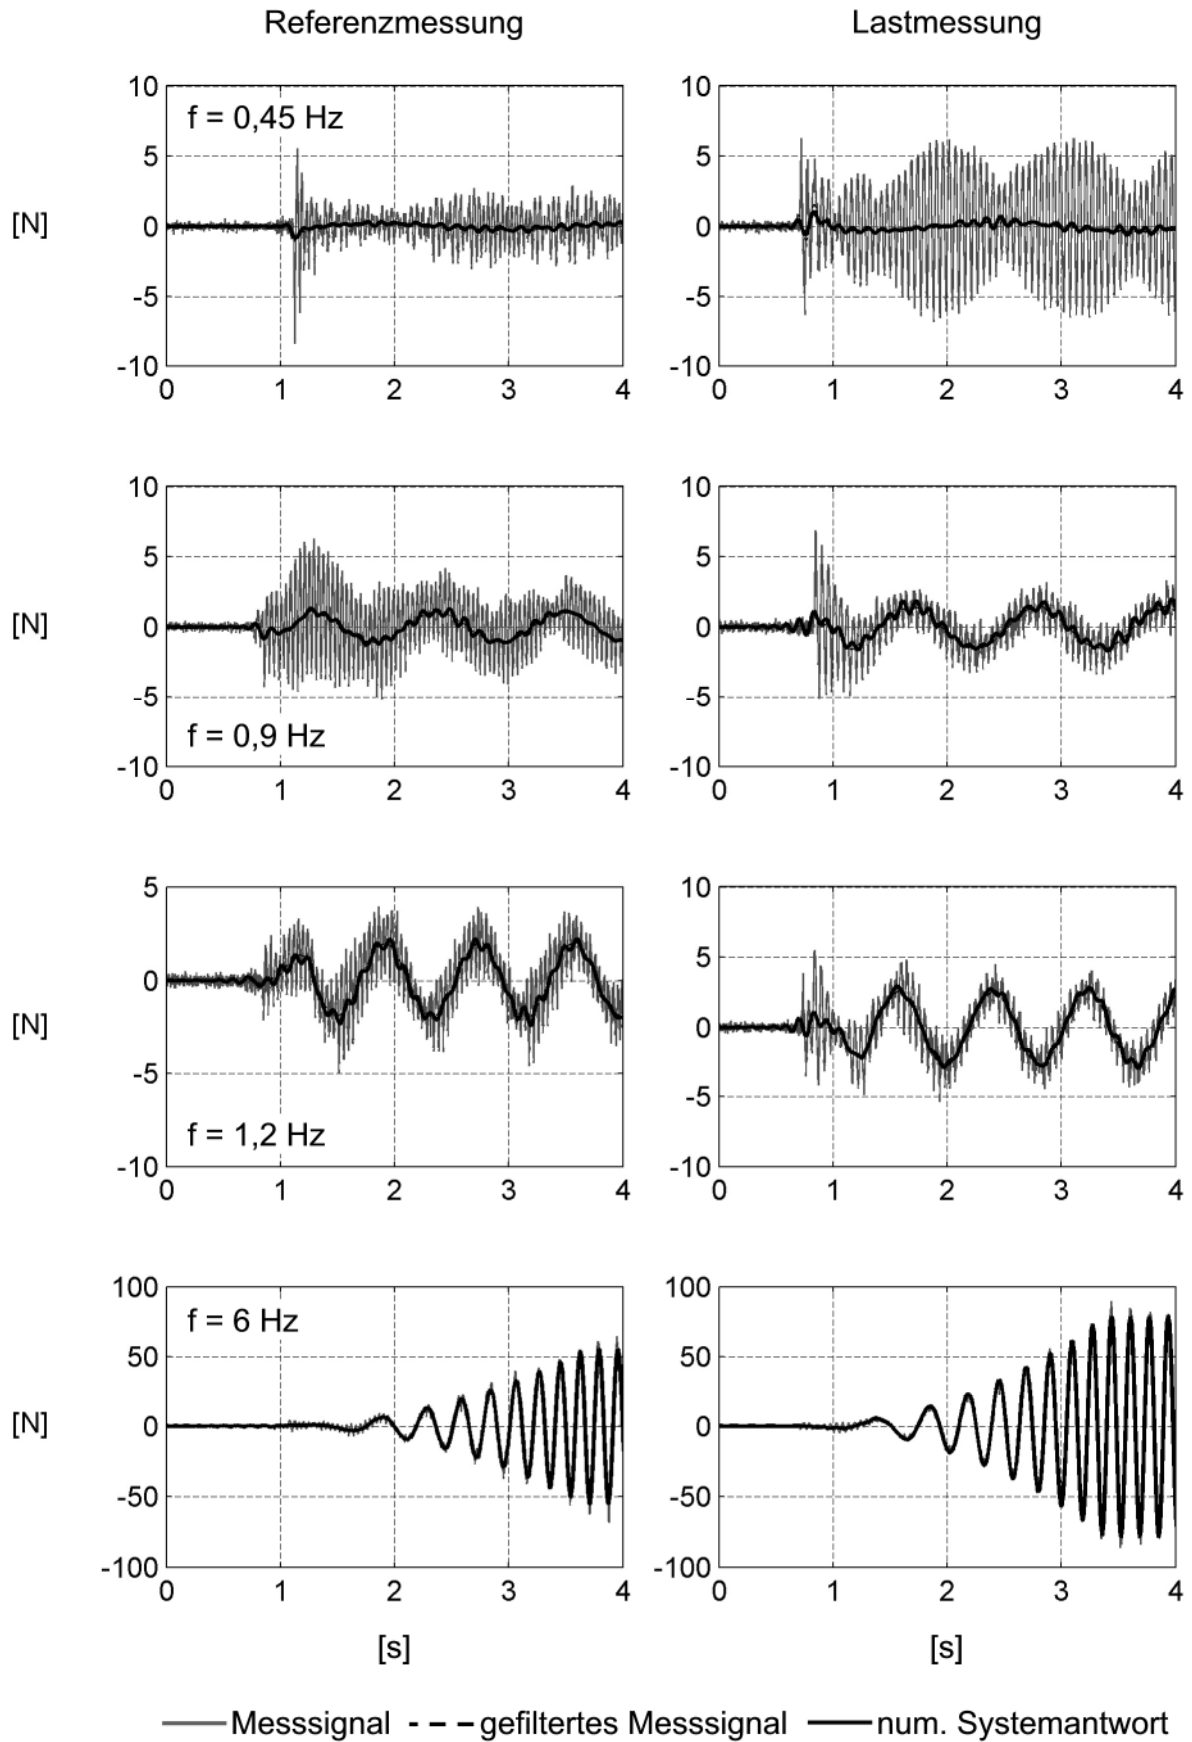 Referenzmessung Lastmessung
10 10
f = 0,45 Hz
5 5
[N] 0 0
-5 -5
-10 -10
0 1 2 3 4 0 1 2 3 4
10 10
5 5
[N] 0 0
-5 -5
f = 0,9 Hz
-10 -10
0 1 2 3 4 0 1 2 3 4
5 10
0 5
[N] 0
-5 -5
f = 1,2 Hz
-10 -10
0 1 2 3 4 0 1 2 3 4
100 100
f = 6 Hz
50 50
[N] 0 0
-50 -50
-100 -100
0 1 2 3 4 0 1 2 3 4
[s] [s]
Messsignal gefiltertes Messsignal num. Systemantwort